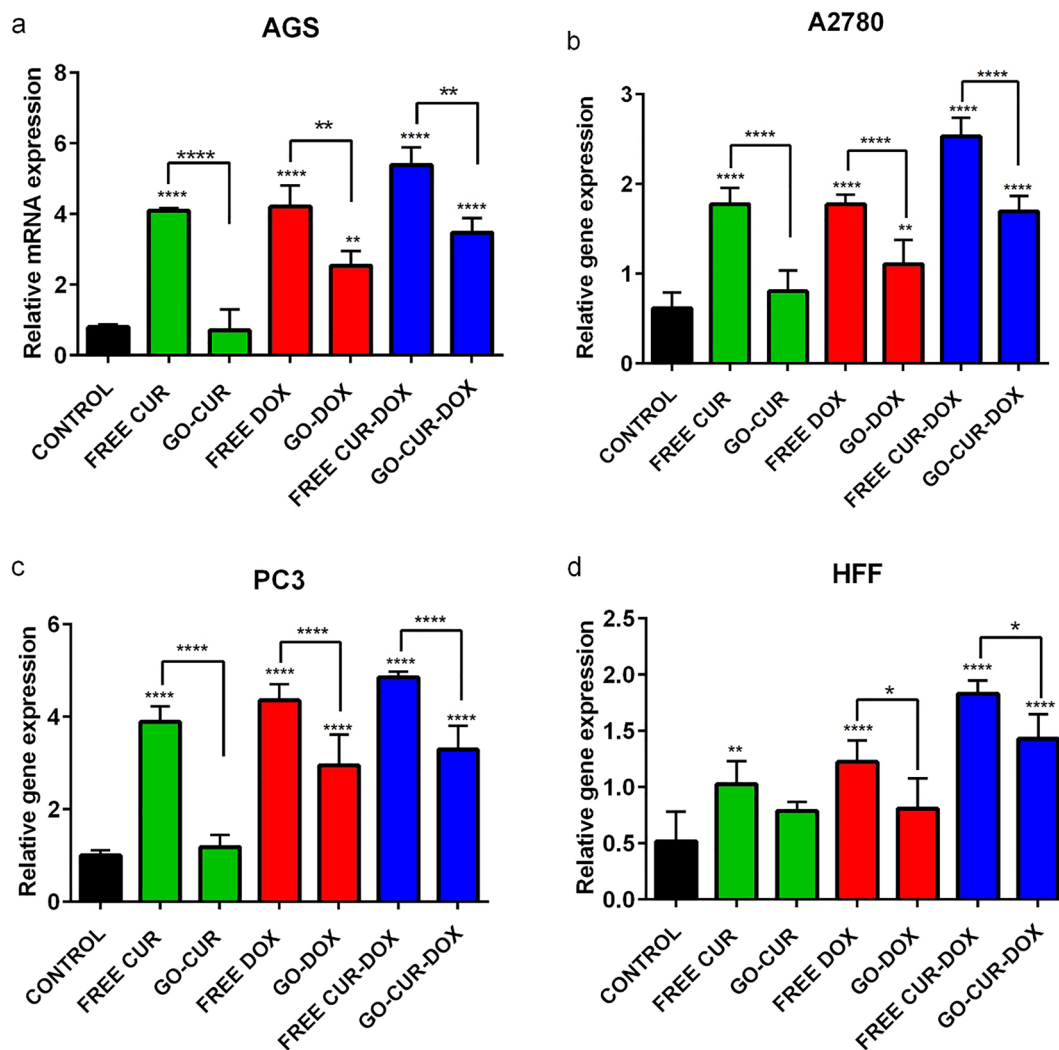 a
AGS
Relative mRNA expression
8
6
4
2
0
****
****
**
****
**
**
****
****
CONTROL
FREE CUR
GO-CUR
FREE DOX
GO-DOX
FREE CUR-DOX
GO-CUR-DOX
b
A2780
Relative gene expression
3
2
1
0
****
****
****
****
**
****
****
****
CONTROL
FREE CUR
GO-CUR
FREE DOX
GO-DOX
FREE CUR-DOX
GO-CUR-DOX
c
PC3
Relative gene expression
6
4
2
0
****
****
****
****
****
****
****
****
CONTROL
FREE CUR
GO-CUR
FREE DOX
GO-DOX
FREE CUR-DOX
GO-CUR-DOX
d
HFF
Relative gene expression
2.5
2.0
1.5
1.0
0.5
0.0
**
*
****
*
****
****
CONTROL
FREE CUR
GO-CUR
FREE DOX
GO-DOX
FREE CUR-DOX
GO-CUR-DOX